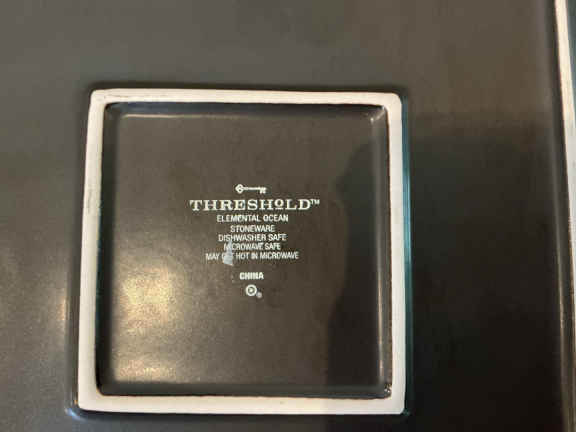 THRESHOLD™
ELEMENTAL OCEAN
STONEWARE
DISHWASHER SAFE
MICROWAVE SAFE
MAY GET HOT IN MICROWAVE
CHINA
®